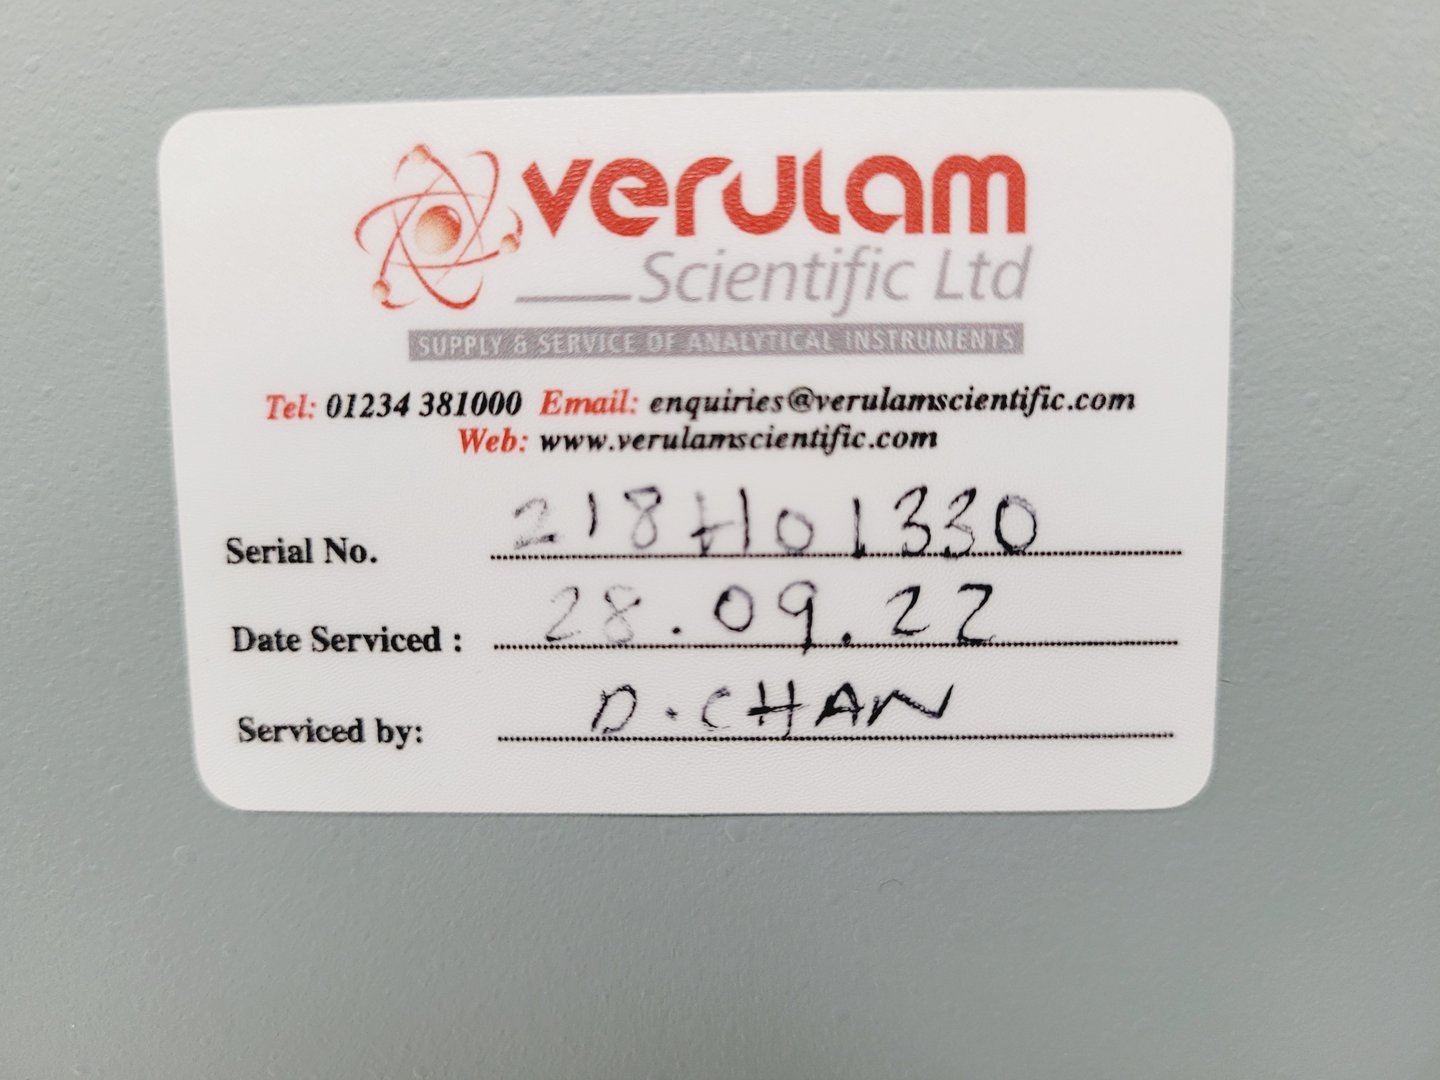 verulam
Scientific Ltd
SUPPLY & SERVICE OF ANALYTICAL INSTRUMENTS
Tel: 01234 381000 Email: enquiries@verulamscientific.com
Web: www.verulamscientific.com
Serial No. 218H01330
Date Serviced : 28.09.22
Serviced by: D. CHAN